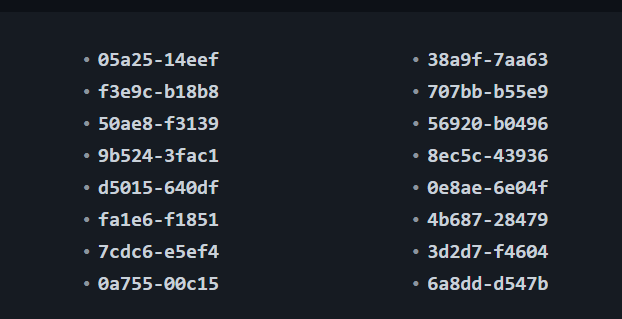 05a25-14eef
f3e9c-b18b8
50ae8-f3139
9b524-3fac1
d5015-640df
fa1e6-f1851
7cdc6-e5ef4
0a755-00c15
38a9f-7aa63
707bb-b55e9
56920-b0496
8ec5c-43936
0e8ae-6e04f
4b687-28479
3d2d7-f4604
6a8dd-d547b